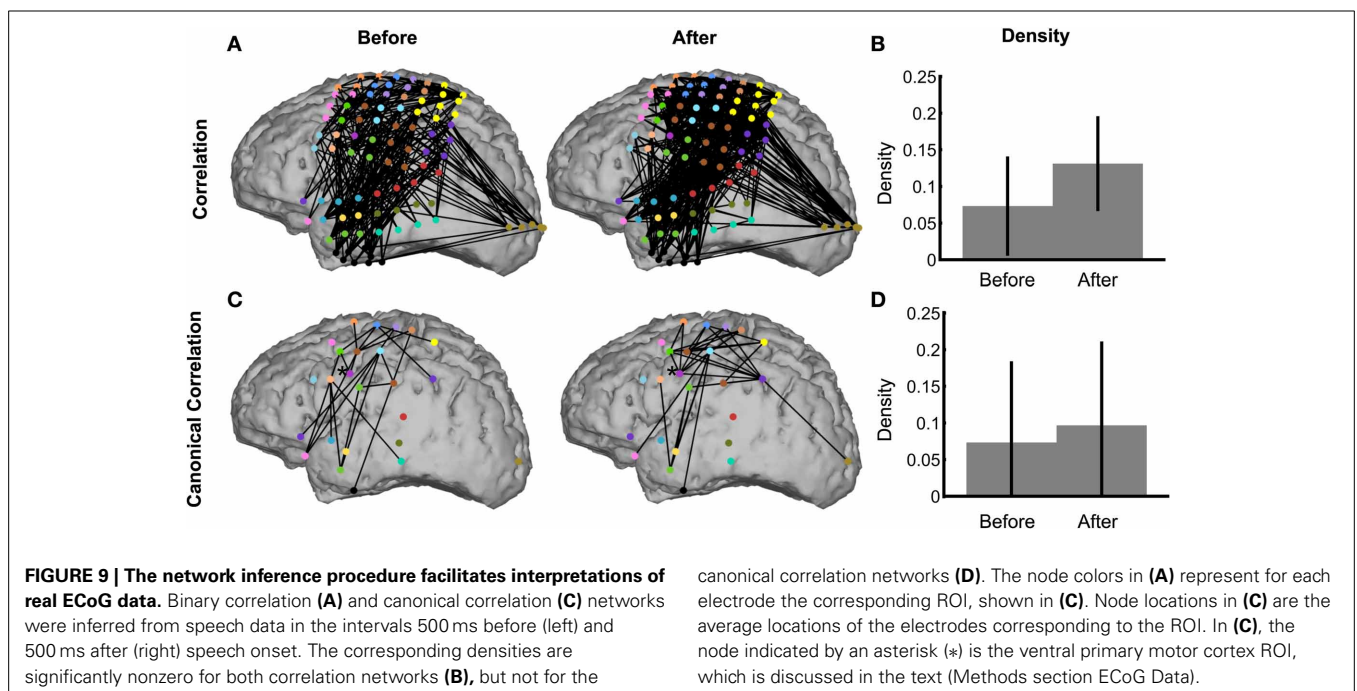 Before
After
Density
A
B
Correlation
Density
0.25
0.2
0.15
0.1
0.05
0
Before
After
C
D
Canonical Correlation
*
*
Density
0.25
0.2
0.15
0.1
0.05
0
Before
After
FIGURE 9 | The network inference procedure facilitates interpretations of
real ECoG data. Binary correlation (A) and canonical correlation (C) networks
were inferred from speech data in the intervals 500 ms before (left) and
500 ms after (right) speech onset. The corresponding densities are
significantly nonzero for both correlation networks (B), but not for the
canonical correlation networks (D). The node colors in (A) represent for each
electrode the corresponding ROI, shown in (C). Node locations in (C) are the
average locations of the electrodes corresponding to the ROI. In (C), the
node indicated by an asterisk (*) is the ventral primary motor cortex ROI,
which is discussed in the text (Methods section ECoG Data).